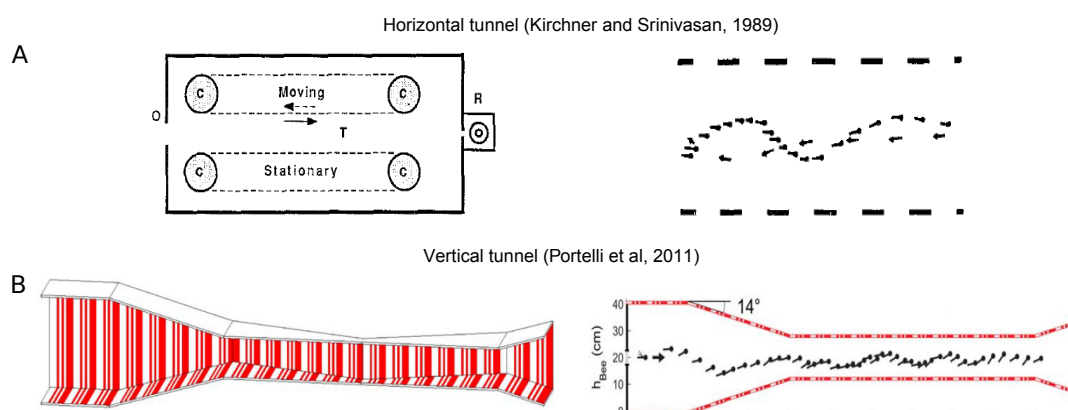 Horizontal tunnel (Kirchner and Srinivasan, 1989)
A
C Moving C
R
O
T
C Stationary C
Vertical tunnel (Portelli et al, 2011)
B
40
14°
30
20
10
0
h Bee (cm)